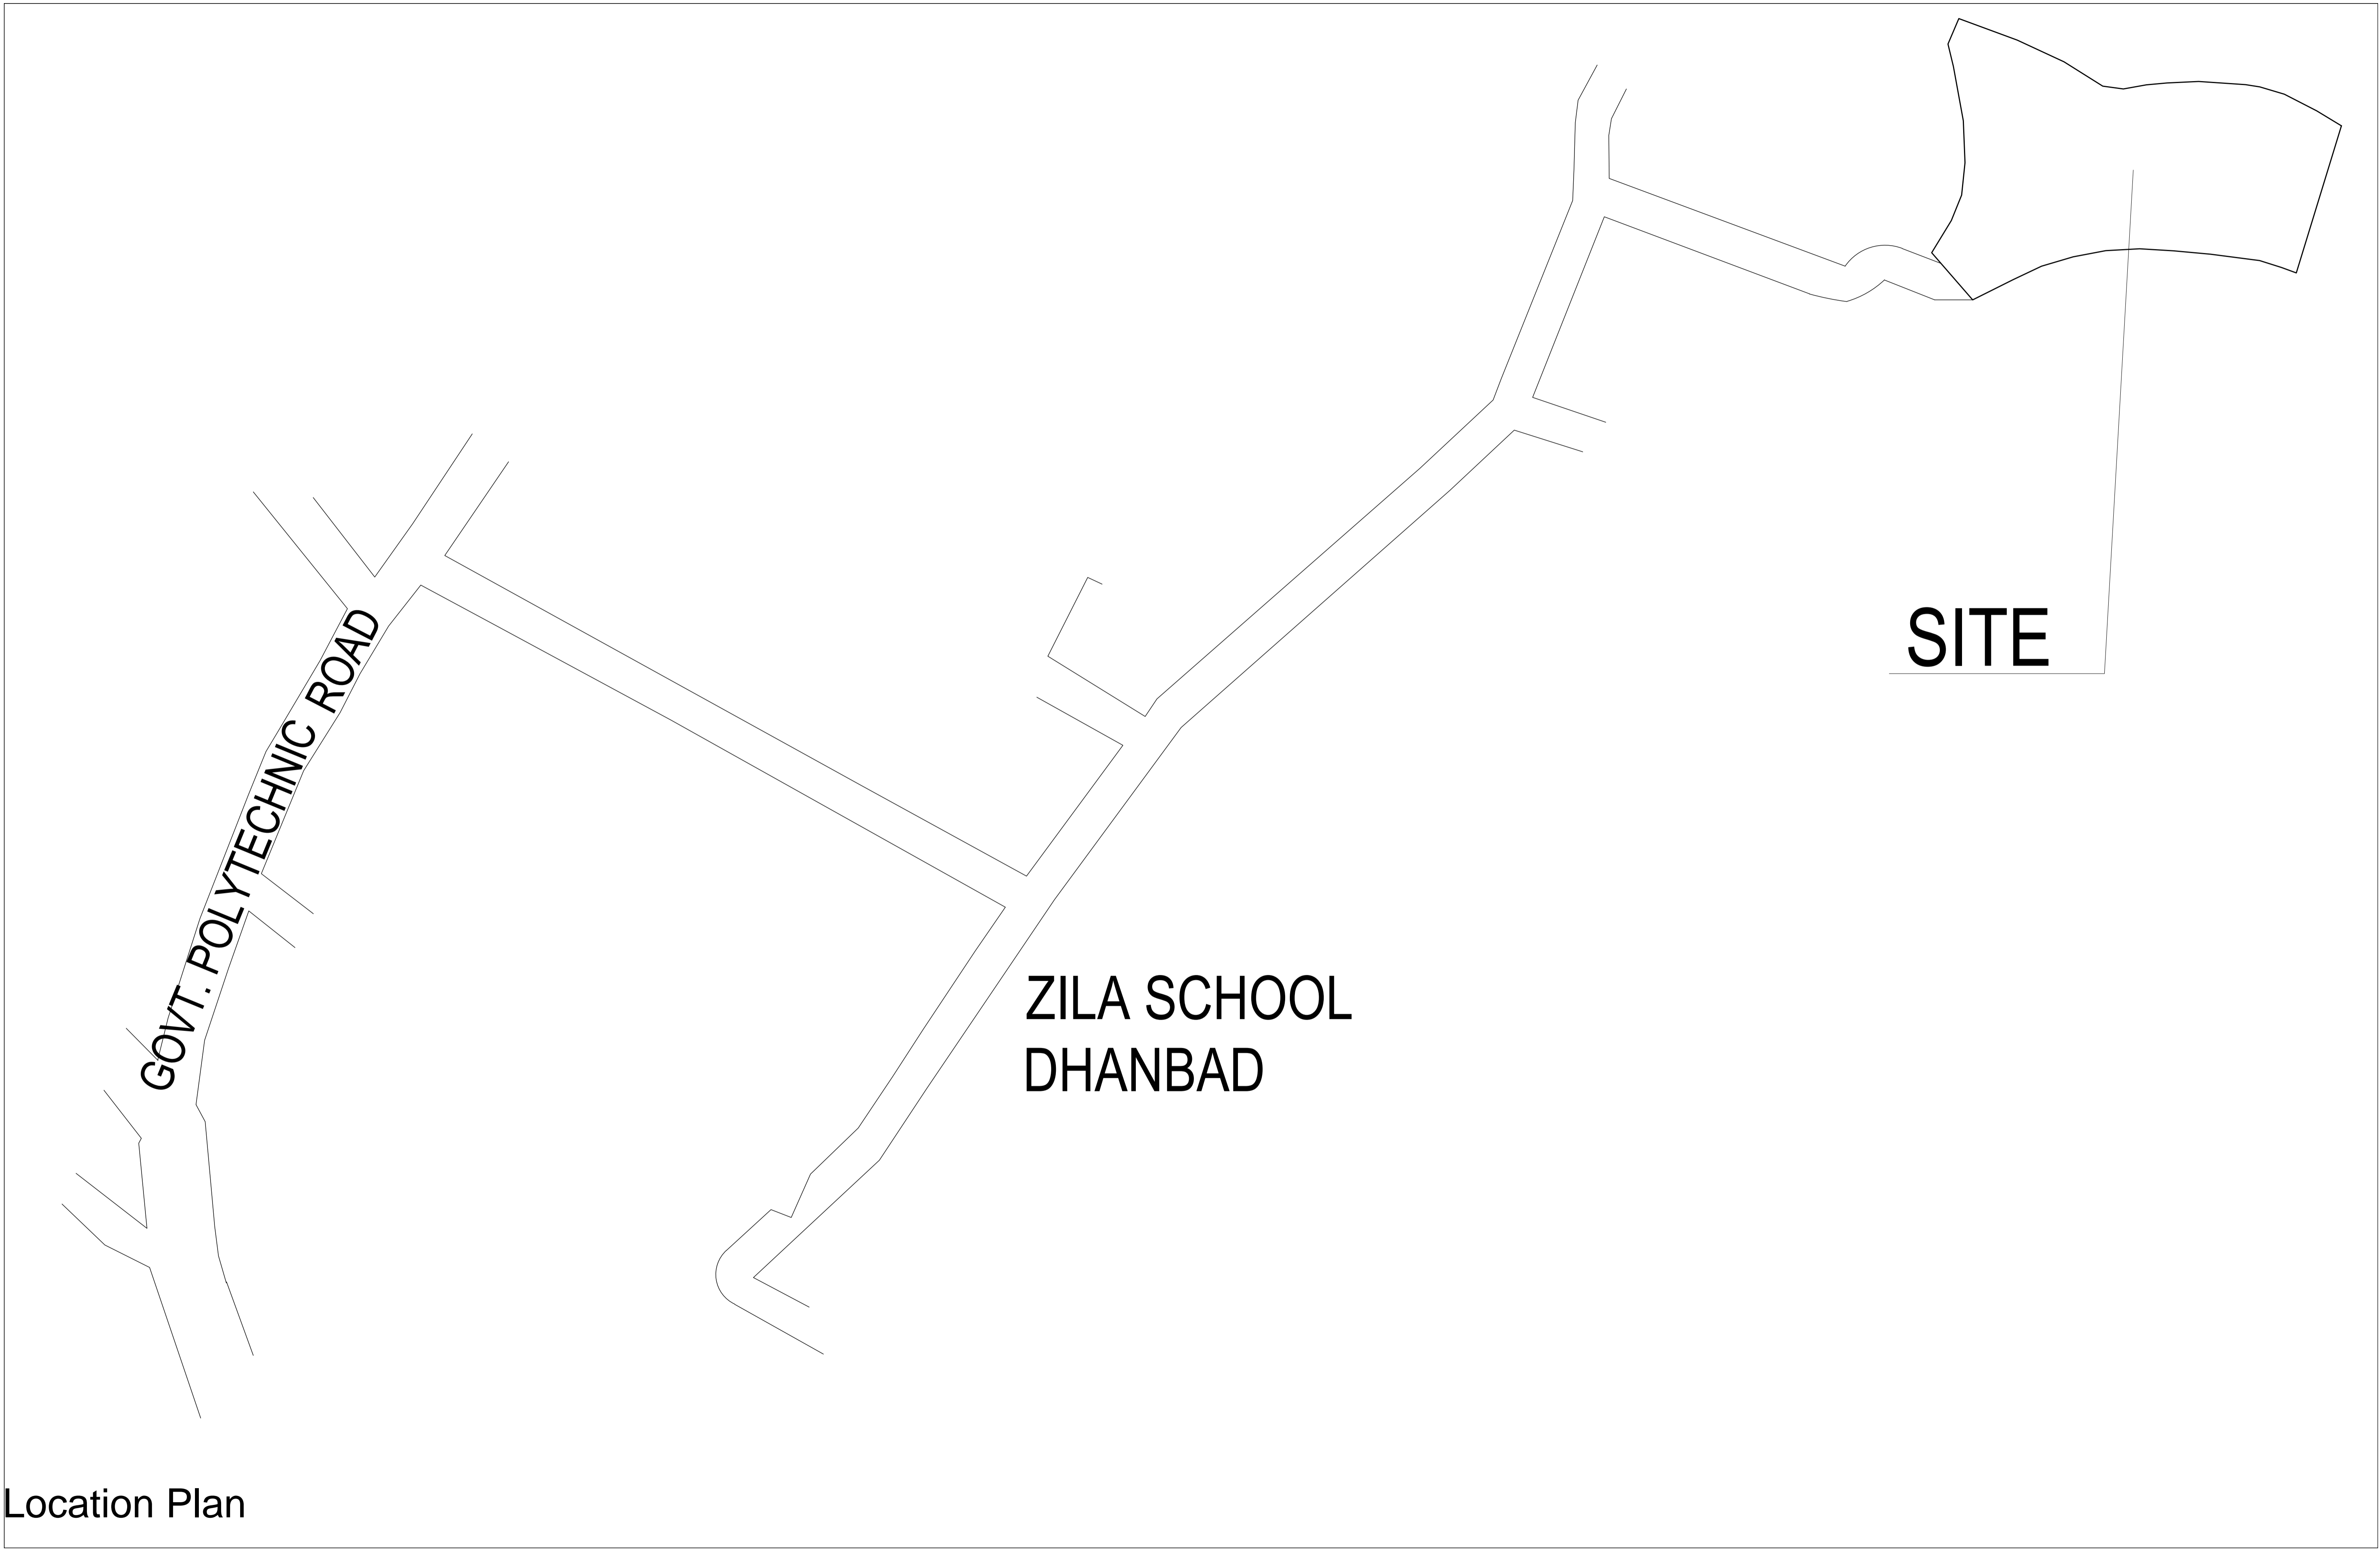 SITE
GOVT. POLYTECHNIC ROAD
ZILA SCHOOL
DHANBAD
Location Plan